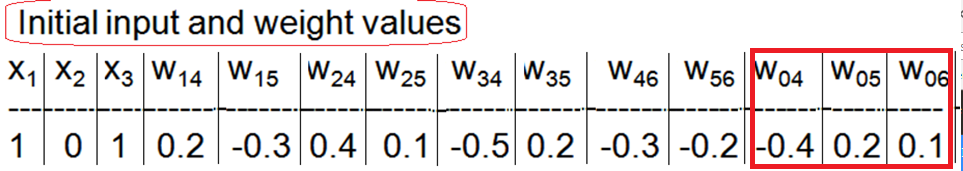 Initial input and weight values
x₁ x₂ x₃ w₁₄ w₁₅ w₂₄ w₂₅ w₃₄ w₃₅ w₄₆ w₅₆ w₀₄ w₀₅ w₀₆
1 0 1 0.2 -0.3 0.4 0.1 -0.5 0.2 -0.3 -0.2 -0.4 0.2 0.1